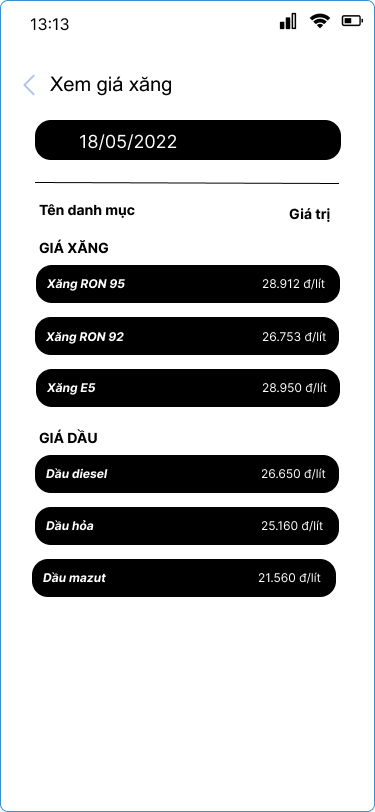 13:13
Xem giá xăng
18/05/2022
Tên danh mục Giá trị
GIÁ XĂNG
Xăng RON 95 28.912 đ/lít
Xăng RON 92 26.753 đ/lít
Xăng E5 28.950 đ/lít
GIÁ DẦU
Dầu diesel 26.650 đ/lít
Dầu hỏa 25.160 đ/lít
Dầu mazut 21.560 đ/lít